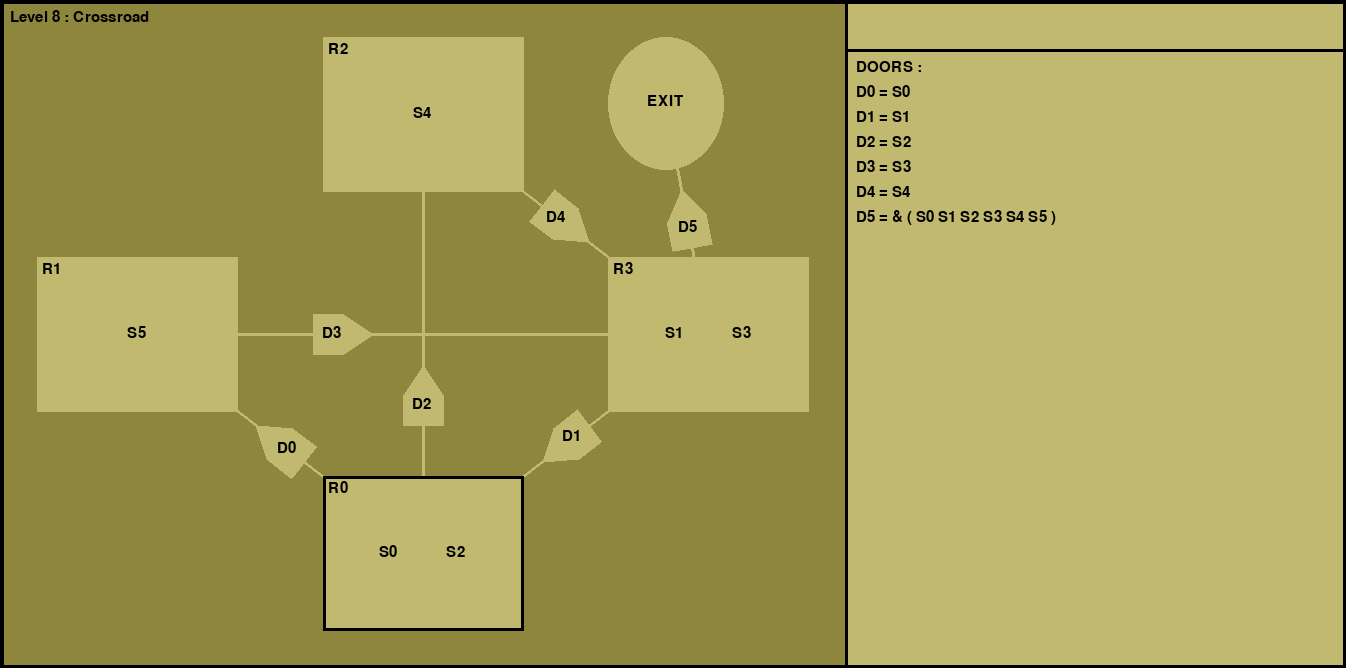 Level 8 : Crossroad
R2
S4
EXIT
D4
D5
R1
S5
D3
R3
S1 S3
D2
D0
D1
R0
S0 S2
DOORS :
D0 = S0
D1 = S1
D2 = S2
D3 = S3
D4 = S4
D5 = & ( S0 S1 S2 S3 S4 S5 )